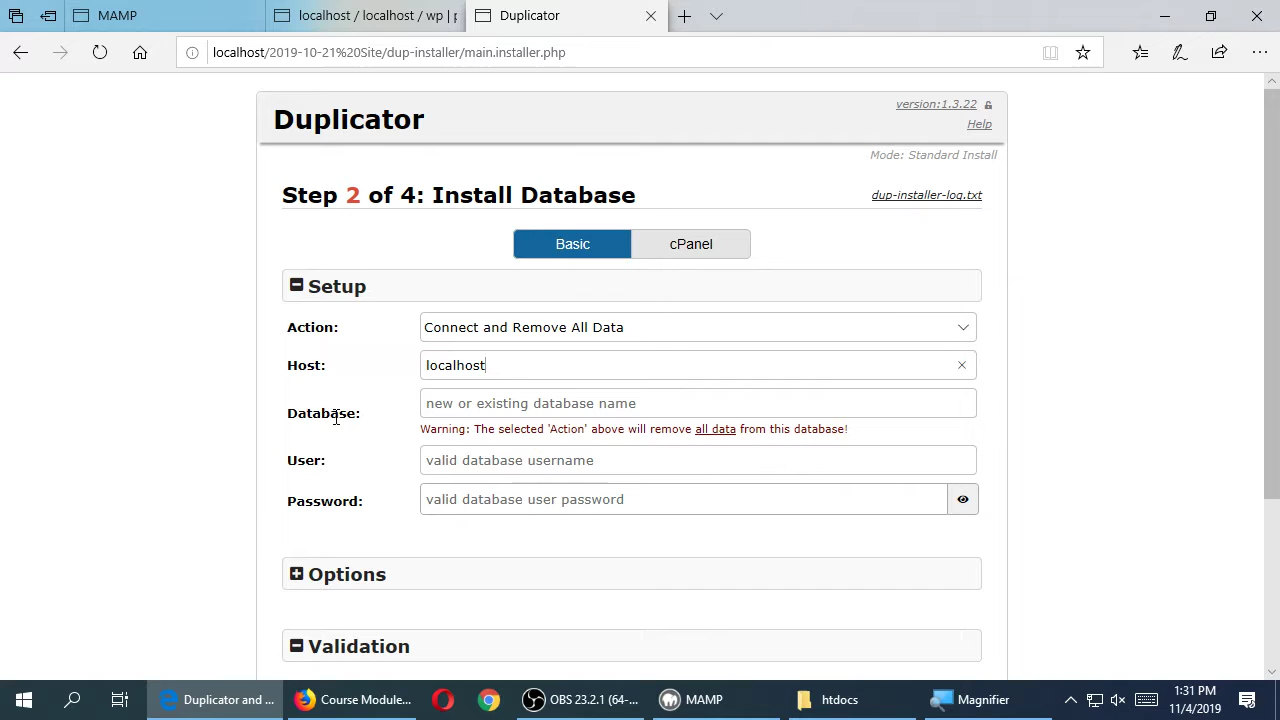 MAMP
localhost / localhost / wp | p
Duplicator
localhost/2019-10-21%20Site/dup-installer/main.installer.php
Duplicator
version:1.3.22
Help
Mode: Standard Install
Step 2 of 4: Install Database
dup-installer-log.txt
Basic
cPanel
Setup
Action:
Connect and Remove All Data
Host:
localhost
Database:
new or existing database name
Warning: The selected 'Action' above will remove all data from this database!
User:
valid database username
Password:
valid database user password
Options
Validation
Duplicator and ...
Course Module...
OBS 23.2.1 (64-...
MAMP
htdocs
Magnifier
1:31 PM
11/4/2019